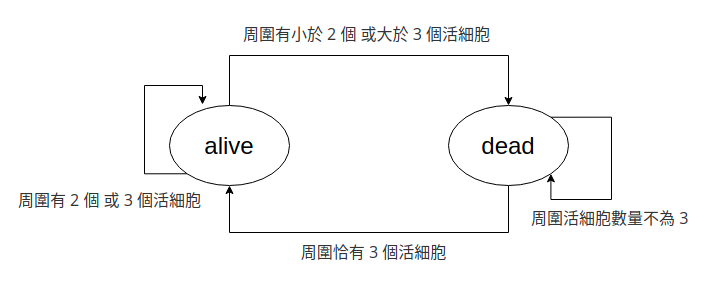 周圍有小於 2 個 或大於 3 個活細胞
alive
dead
周圍有 2 個 或 3 個活細胞
周圍活細胞數量不為 3
周圍恰有 3 個活細胞